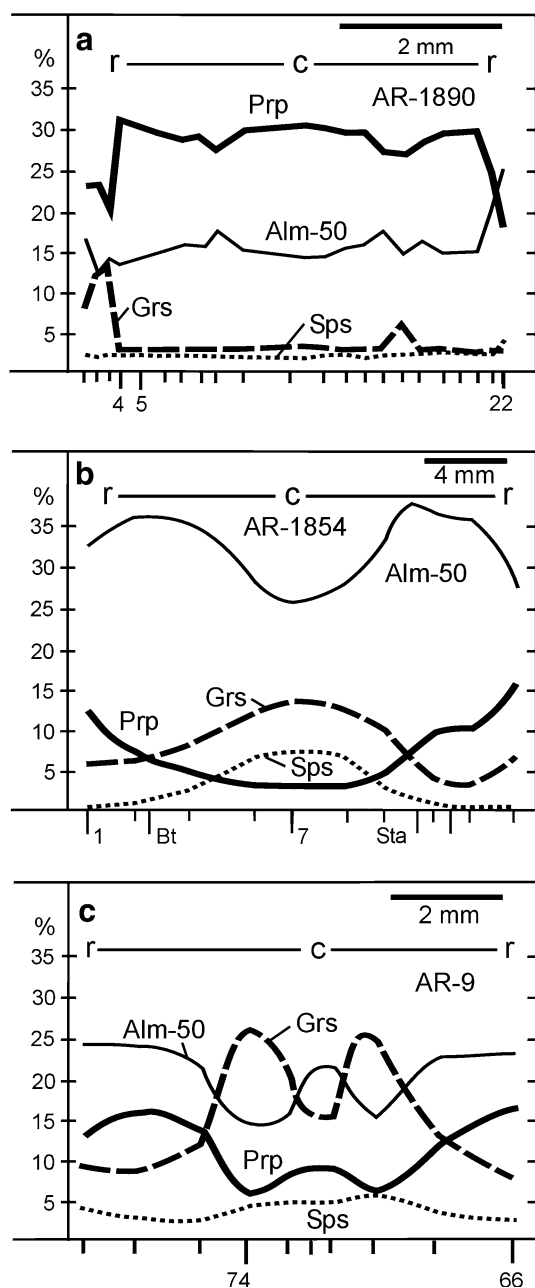 a
2 mm
% r c r
35
Prp AR-1890
30
25
20
Alm-50
15
10
Grs Sps
5
4 5 22
b
4 mm
% r c r
35
AR-1854
30
Alm-50
25
20
15
Prp Grs
10
5
Sps
1 Bt 7 Sta
c
2 mm
%
35
r c r
AR-9
30
25
Alm-50 Grs
20
15
10
Prp
5
Sps
74 66